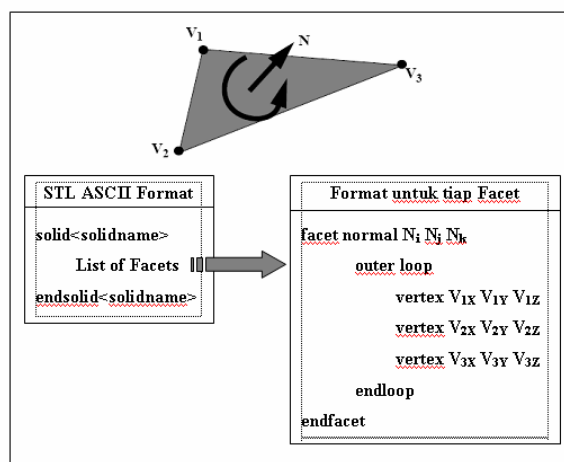 V1
N
V3
V2
STL ASCII Format
solid<solidname>
List of Facets
endsolid<solidname>
Format untuk tiap Facet
facet normal Ni Nj Nk
outer loop
vertex V1X V1Y V1Z
vertex V2X V2Y V2Z
vertex V3X V3Y V3Z
endloop
endfacet